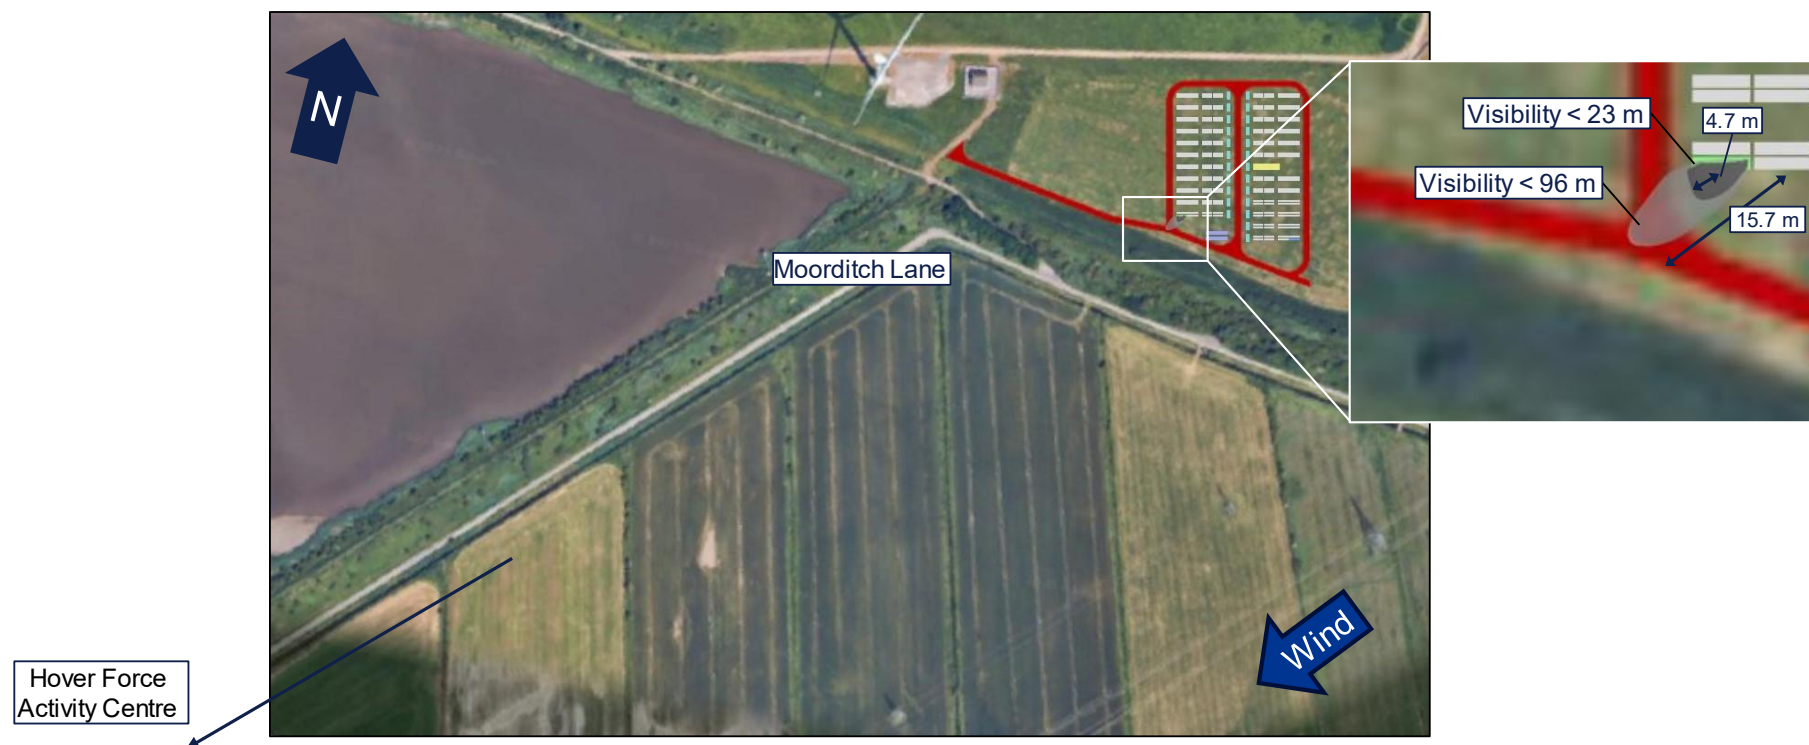 N
Visibility < 23 m
4.7 m
Visibility < 96 m
15.7 m
Moorditch Lane
Wind
Hover Force
Activity Centre